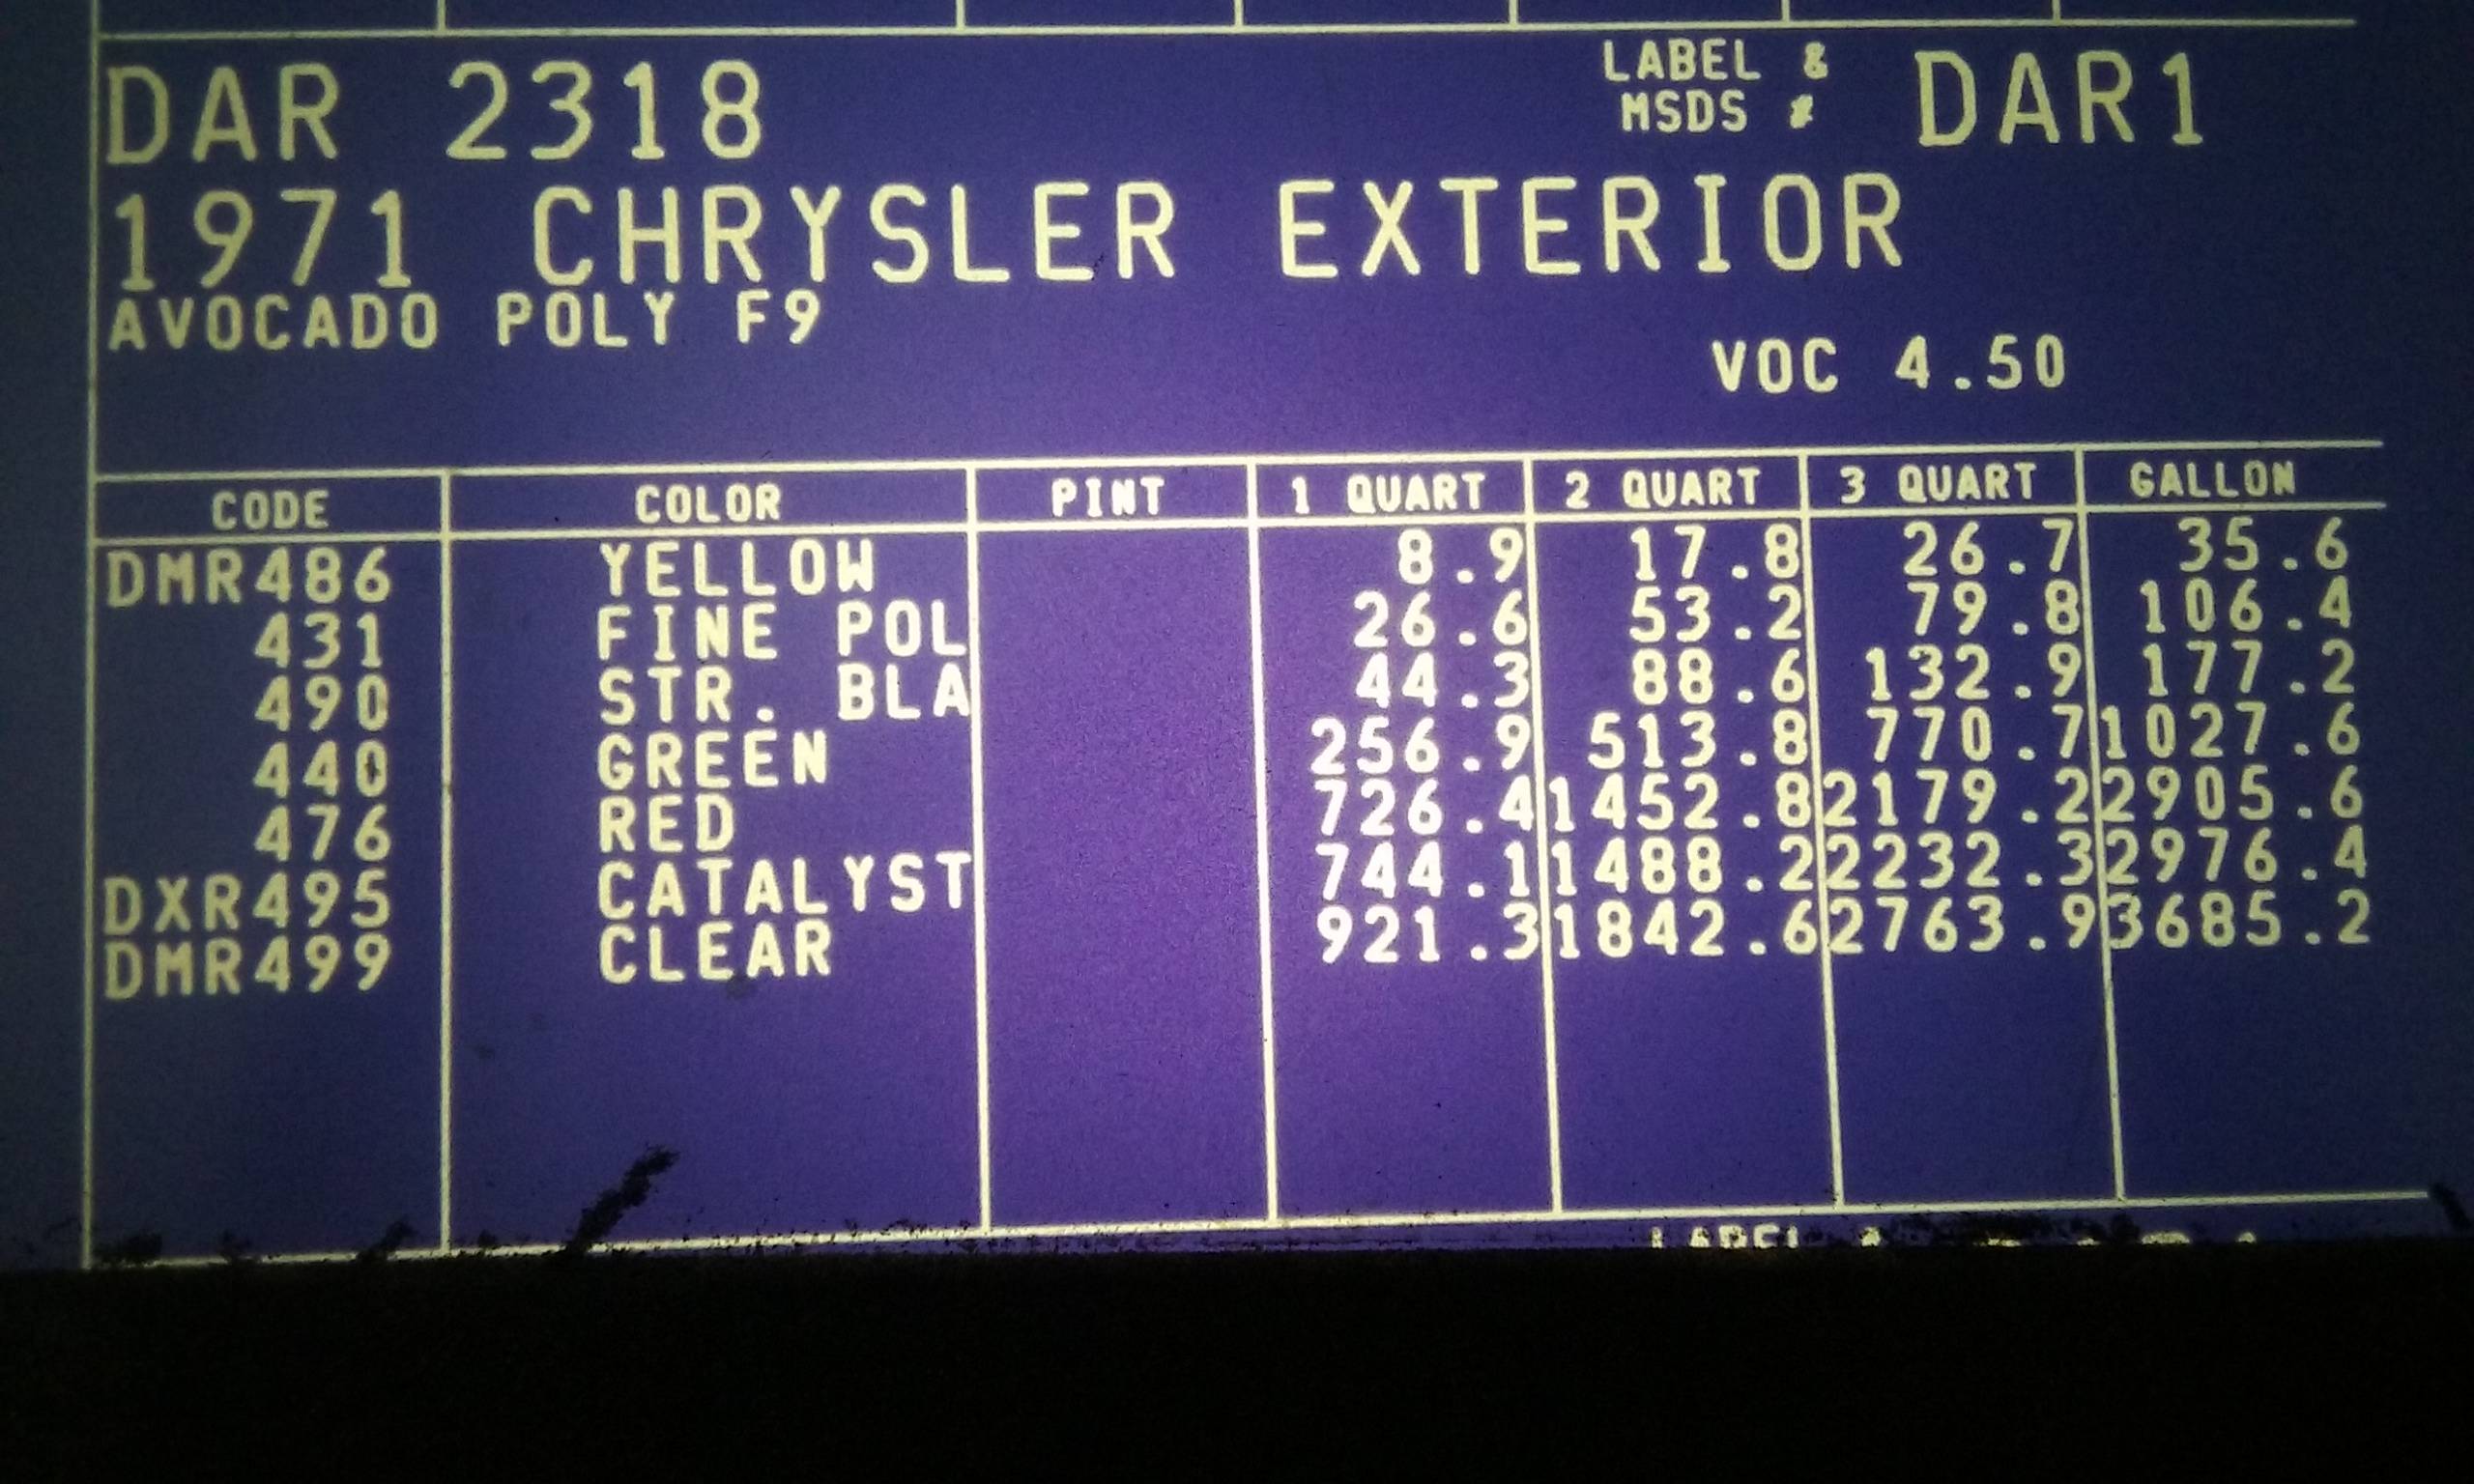 DAR 2318 LABEL & MSDS # DAR1
1971 CHRYSLER EXTERIOR
AVOCADO POLY F9
VOC 4.50
CODE COLOR PINT 1 QUART 2 QUART 3 QUART GALLON
DMR486 YELLOW 8.9 17.8 26.7 35.6
431 FINE POL 26.6 53.2 79.8 106.4
490 STR. BLA 44.3 88.6 132.9 177.2
440 GREEN 256.9 513.8 770.7 1027.6
476 RED 726.4 1452.8 2179.2 2905.6
DXR495 CATALYST 744.1 1488.2 2232.3 2976.4
DMR499 CLEAR 921.3 1842.6 2763.9 3685.2